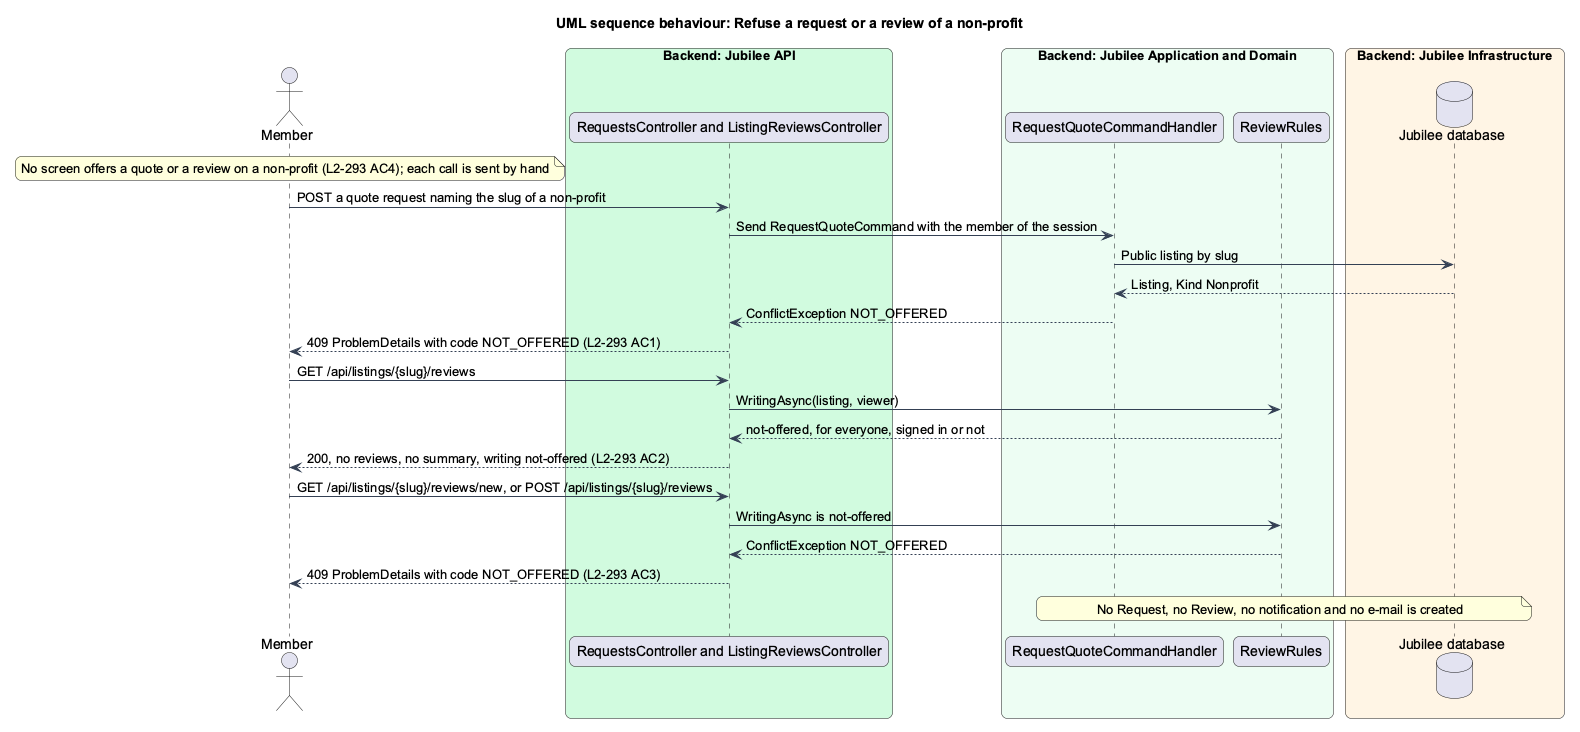 UML sequence behaviour: Refuse a request or a review of a non-profit
Backend: Jubilee API
Backend: Jubilee Application and Domain
Backend: Jubilee Infrastructure
Member
RequestsController and ListingReviewsController
RequestQuoteCommandHandler
ReviewRules
Jubilee database
No screen offers a quote or a review on a non-profit (L2-293 AC4); each call is sent by hand
POST a quote request naming the slug of a non-profit
Send RequestQuoteCommand with the member of the session
Public listing by slug
Listing, Kind Nonprofit
ConflictException NOT_OFFERED
409 ProblemDetails with code NOT_OFFERED (L2-293 AC1)
GET /api/listings/{slug}/reviews
WritingAsync(listing, viewer)
not-offered, for everyone, signed in or not
200, no reviews, no summary, writing not-offered (L2-293 AC2)
GET /api/listings/{slug}/reviews/new, or POST /api/listings/{slug}/reviews
WritingAsync is not-offered
ConflictException NOT_OFFERED
409 ProblemDetails with code NOT_OFFERED (L2-293 AC3)
No Request, no Review, no notification and no e-mail is created
Member
RequestsController and ListingReviewsController
RequestQuoteCommandHandler
ReviewRules
Jubilee database